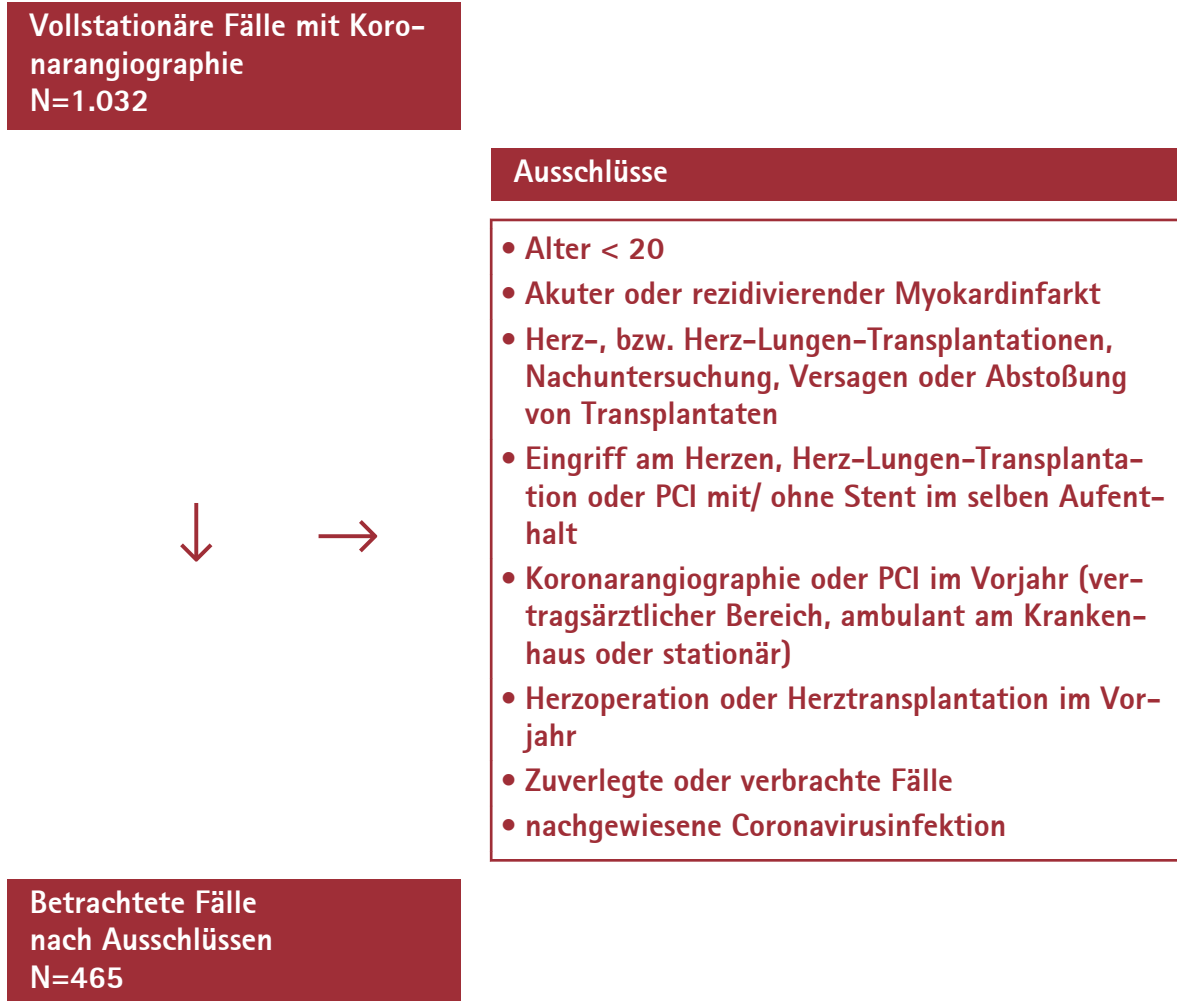 Vollstationäre Fälle mit Koro-
narangiographie
N=1.032
Ausschlüsse
• Alter < 20
• Akuter oder rezidivierender Myokardinfarkt
• Herz-, bzw. Herz-Lungen-Transplantationen,
Nachuntersuchung, Versagen oder Abstoßung
von Transplantaten
• Eingriff am Herzen, Herz-Lungen-Transplanta-
tion oder PCI mit/ ohne Stent im selben Aufent-
halt
• Koronarangiographie oder PCI im Vorjahr (ver-
tragsärztlicher Bereich, ambulant am Kranken-
haus oder stationär)
• Herzoperation oder Herztransplantation im Vor-
jahr
• Zuverlegte oder verbrachte Fälle
• nachgewiesene Coronavirusinfektion
Betrachtete Fälle
nach Ausschlüssen
N=465